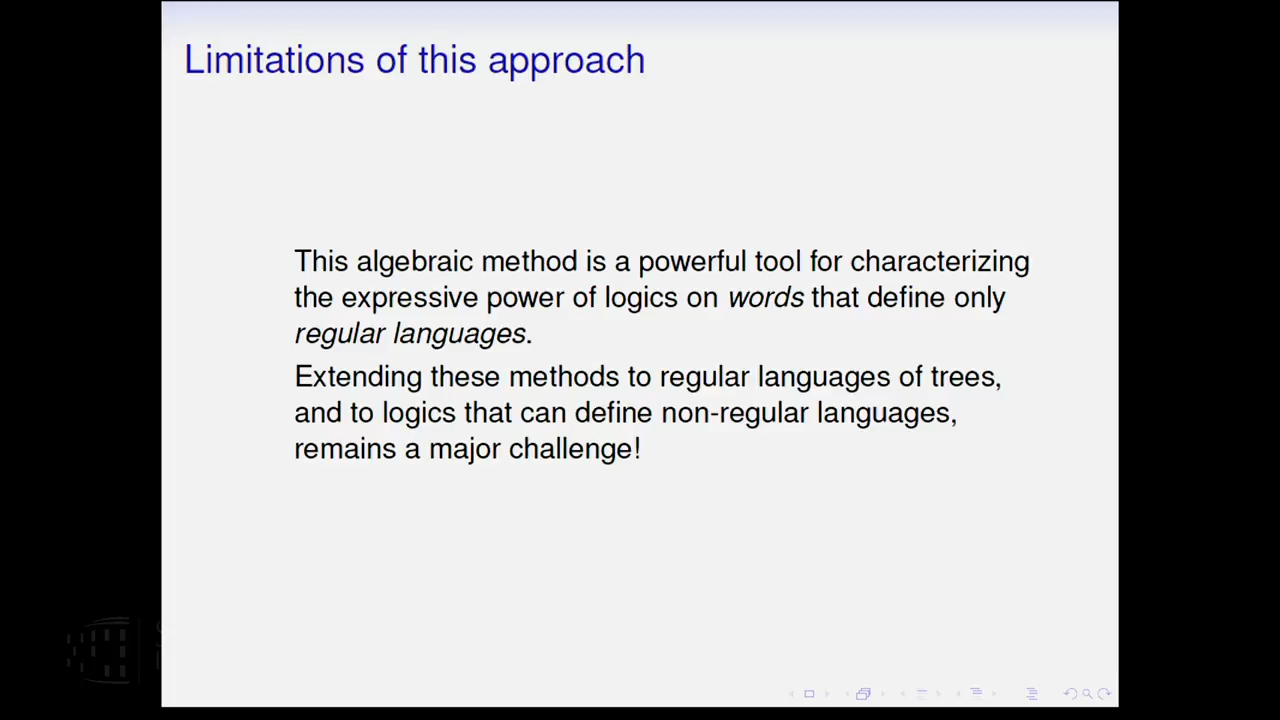 Limitations of this approach
This algebraic method is a powerful tool for characterizing
the expressive power of logics on words that define only
regular languages.
Extending these methods to regular languages of trees,
and to logics that can define non-regular languages,
remains a major challenge!